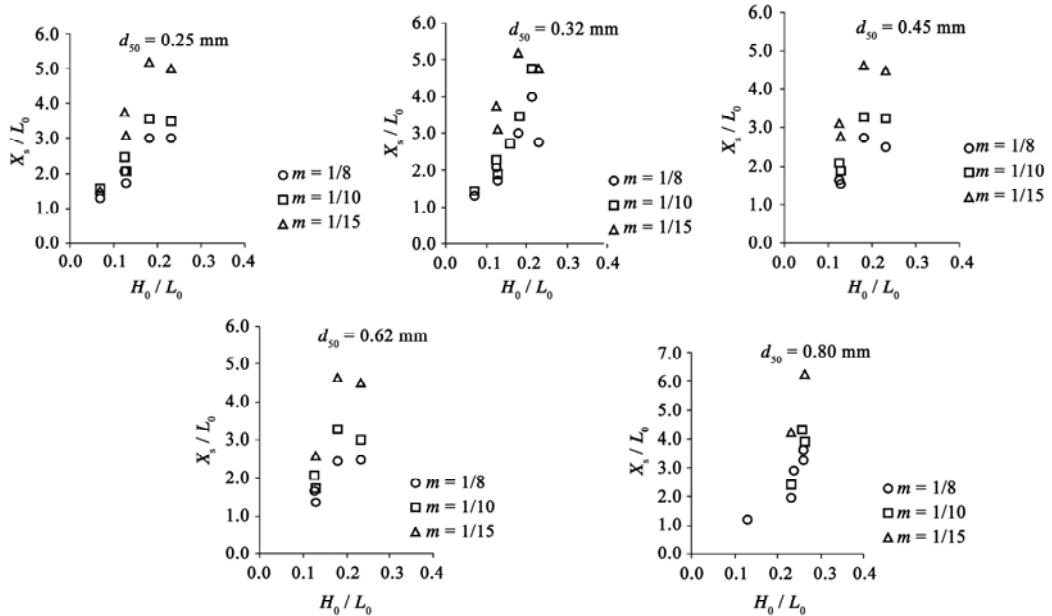 d50 = 0.25 mm
6.0
5.0
4.0
3.0
2.0
1.0
0.0
Xs / L0
0.0 0.1 0.2 0.3 0.4
H0 / L0
m = 1/8
m = 1/10
m = 1/15
d50 = 0.32 mm
6.0
5.0
4.0
3.0
2.0
1.0
0.0
Xs / L0
0.0 0.1 0.2 0.3 0.4
H0 / L0
m = 1/8
m = 1/10
m = 1/15
d50 = 0.45 mm
6.0
5.0
4.0
3.0
2.0
1.0
0.0
Xs / L0
0.0 0.1 0.2 0.3 0.4
H0 / L0
m = 1/8
m = 1/10
m = 1/15
d50 = 0.62 mm
6.0
5.0
4.0
3.0
2.0
1.0
0.0
Xs / L0
0.0 0.1 0.2 0.3 0.4
H0 / L0
m = 1/8
m = 1/10
m = 1/15
d50 = 0.80 mm
7.0
6.0
5.0
4.0
3.0
2.0
1.0
0.0
Xs / L0
0.0 0.1 0.2 0.3 0.4
H0 / L0
m = 1/8
m = 1/10
m = 1/15